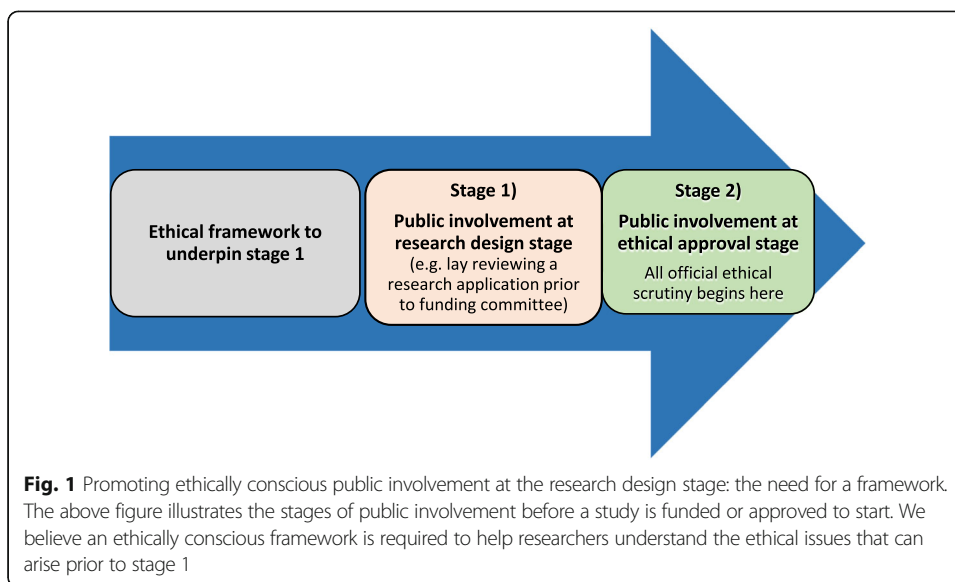 Ethical framework to
underpin stage 1
Stage 1)
Public involvement at
research design stage
(e.g. lay reviewing a
research application prior
to funding committee)
Stage 2)
Public involvement at
ethical approval stage
All official ethical
scrutiny begins here
Fig. 1 Promoting ethically conscious public involvement at the research design stage: the need for a framework.
The above figure illustrates the stages of public involvement before a study is funded or approved to start. We
believe an ethically conscious framework is required to help researchers understand the ethical issues that can
arise prior to stage 1